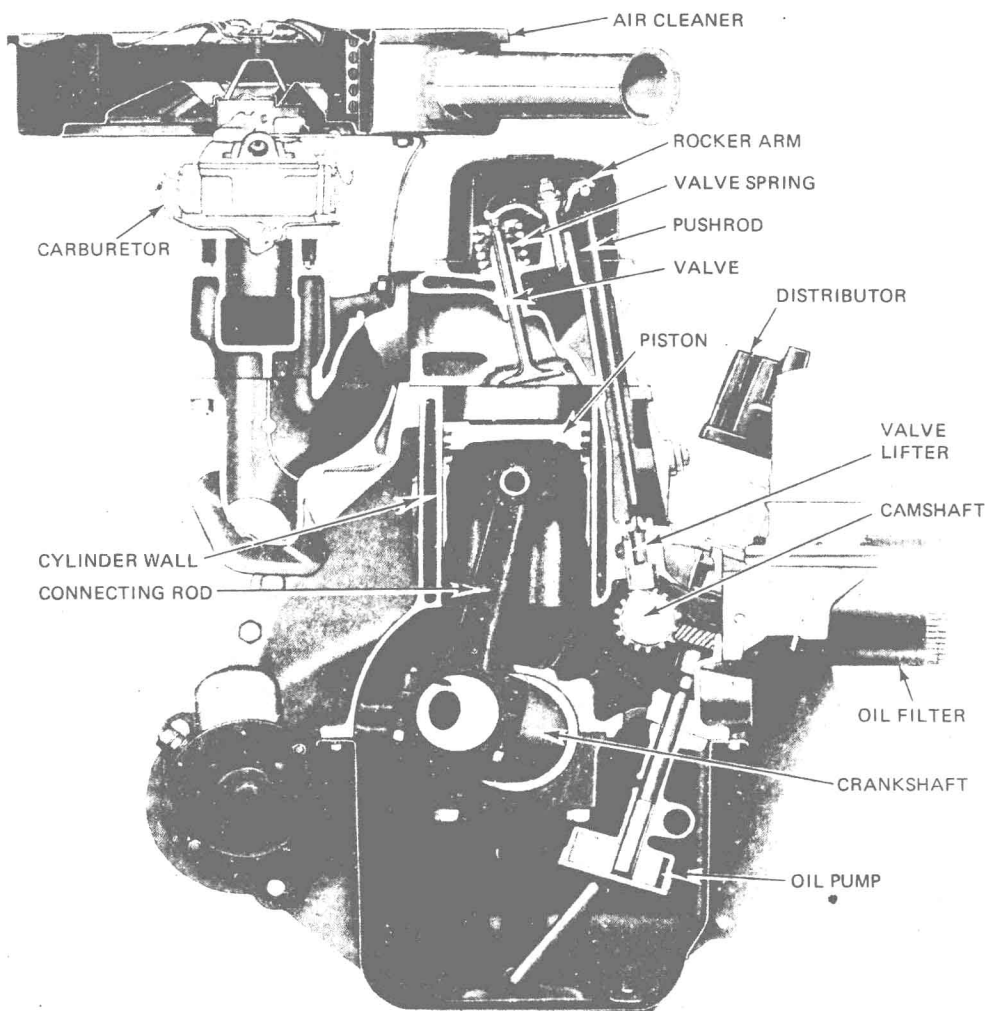 AIR CLEANER
ROCKER ARM
VALVE SPRING
PUSHROD
CARBURETOR
VALVE
DISTRIBUTOR
PISTON
VALVE
LIFTER
CAMSHAFT
CYLINDER WALL
CONNECTING ROD
OIL FILTER
CRANKSHAFT
OIL PUMP